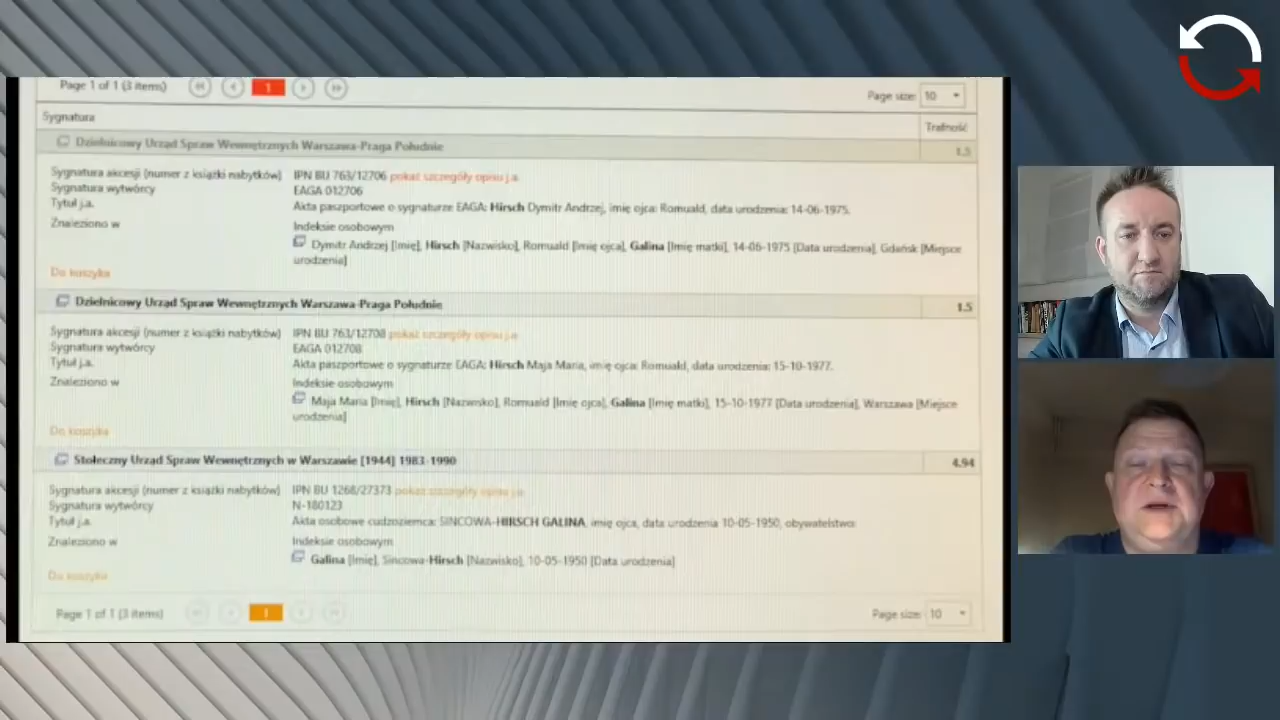 Page 1 of 1 (3 items) 1
Page size: 10
Sygnatura
Trafność
Dzielnicowy Urząd Spraw Wewnętrznych Warszawa-Praga Południe 1.5
Sygnatura akcesji (numer z książki nabytków) IPN BU 763/12706 pokaż szczegóły opisu j.a.
Sygnatura wytwórcy EAGA 012706
Tytuł j.a. Akta paszportowe o sygnaturze EAGA: Hirsch Dymitr Andrzej, imię ojca: Romuald, data urodzenia: 14-06-1975.
Znaleziono w Indeksie osobowym
Dymitr Andrzej [Imię], Hirsch [Nazwisko], Romuald [Imię ojca], Galina [Imię matki], 14-06-1975 [Data urodzenia], Gdańsk [Miejsce
urodzenia]
Do koszyka
Dzielnicowy Urząd Spraw Wewnętrznych Warszawa-Praga Południe 1.5
Sygnatura akcesji (numer z książki nabytków) IPN BU 763/12708 pokaż szczegóły opisu j.a.
Sygnatura wytwórcy EAGA 012708
Tytuł j.a. Akta paszportowe o sygnaturze EAGA: Hirsch Maja Maria, imię ojca: Romuald, data urodzenia: 15-10-1977.
Znaleziono w Indeksie osobowym
Maja Maria [Imię], Hirsch [Nazwisko], Romuald [Imię ojca], Galina [Imię matki], 15-10-1977 [Data urodzenia], Warszawa [Miejsce
urodzenia]
Do koszyka
Stołeczny Urząd Spraw Wewnętrznych w Warszawie [1944] 1983-1990 4.94
Sygnatura akcesji (numer z książki nabytków) IPN BU 1268/27373 pokaż szczegóły opisu j.a.
Sygnatura wytwórcy N-180123
Tytuł j.a. Akta osobowe cudzoziemca: SINCOWA-HIRSCH GALINA, imię ojca, data urodzenia 10-05-1950, obywatelstwo:
Znaleziono w Indeksie osobowym
Galina [Imię], Sincowa-Hirsch [Nazwisko], 10-05-1950 [Data urodzenia]
Do koszyka
Page 1 of 1 (3 items) 1
Page size: 10